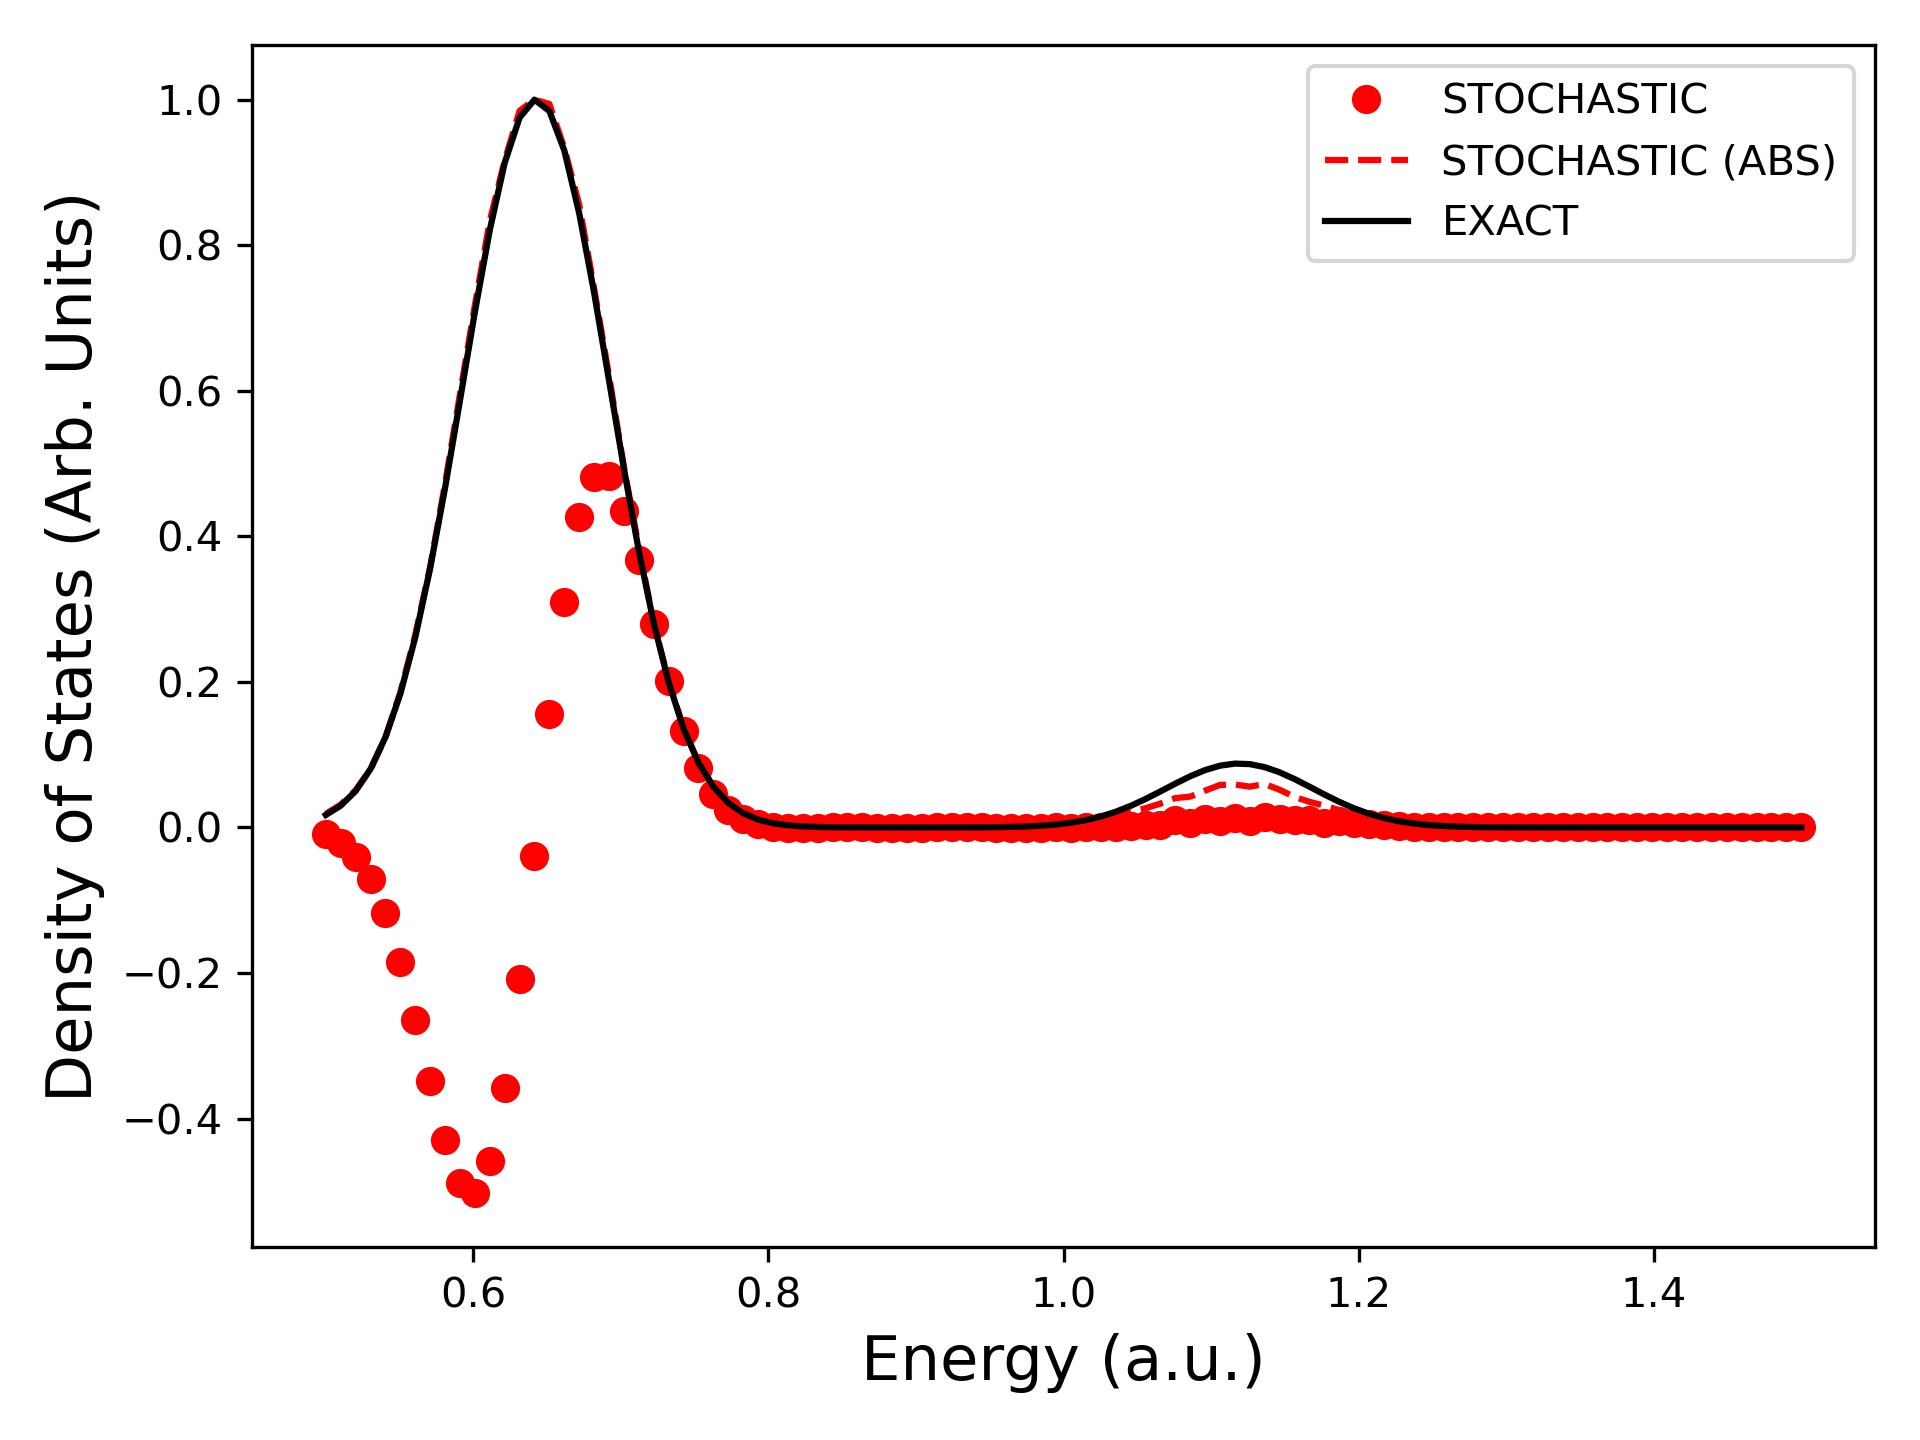 1.0
0.8
0.6
0.4
0.2
0.0
−0.2
−0.4
Density of States (Arb. Units)
STOCHASTIC
STOCHASTIC (ABS)
EXACT
0.6 0.8 1.0 1.2 1.4
Energy (a.u.)